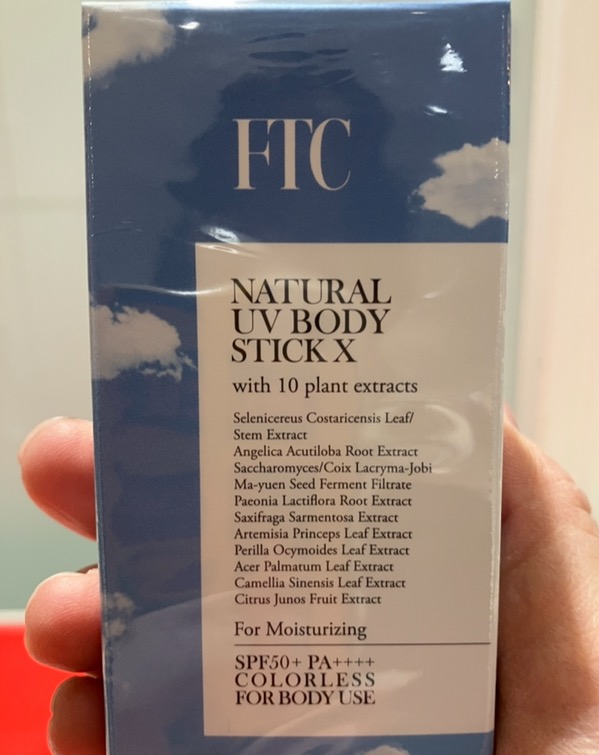 FTC
NATURAL
UV BODY
STICK X
with 10 plant extracts
Selenicereus Costaricensis Leaf/
Stem Extract
Angelica Acutiloba Root Extract
Saccharomyces/Coix Lacryma-Jobi
Ma-yuen Seed Ferment Filtrate
Paeonia Lactiflora Root Extract
Saxifraga Sarmentosa Extract
Artemisia Princeps Leaf Extract
Perilla Ocymoides Leaf Extract
Acer Palmatum Leaf Extract
Camellia Sinensis Leaf Extract
Citrus Junos Fruit Extract
For Moisturizing
SPF50+ PA++++
COLORLESS
FOR BODY USE